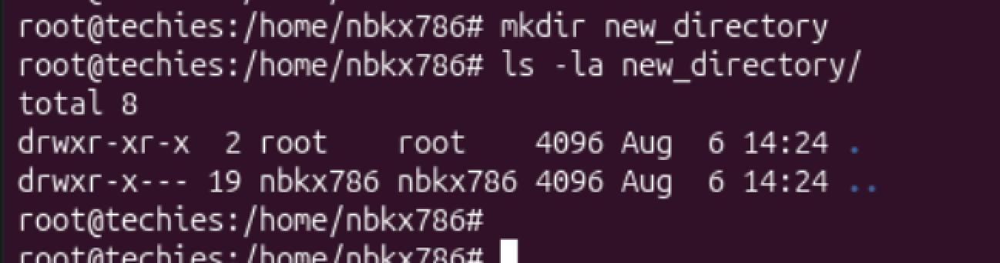 root@techies:/home/nbkx786# mkdir new_directory
root@techies:/home/nbkx786# ls -la new_directory/
total 8
drwxr-xr-x  2 root    root    4096 Aug  6 14:24 .
drwxr-x--- 19 nbkx786 nbkx786 4096 Aug  6 14:24 ..
root@techies:/home/nbkx786#
root@techies:/home/nbkx786#